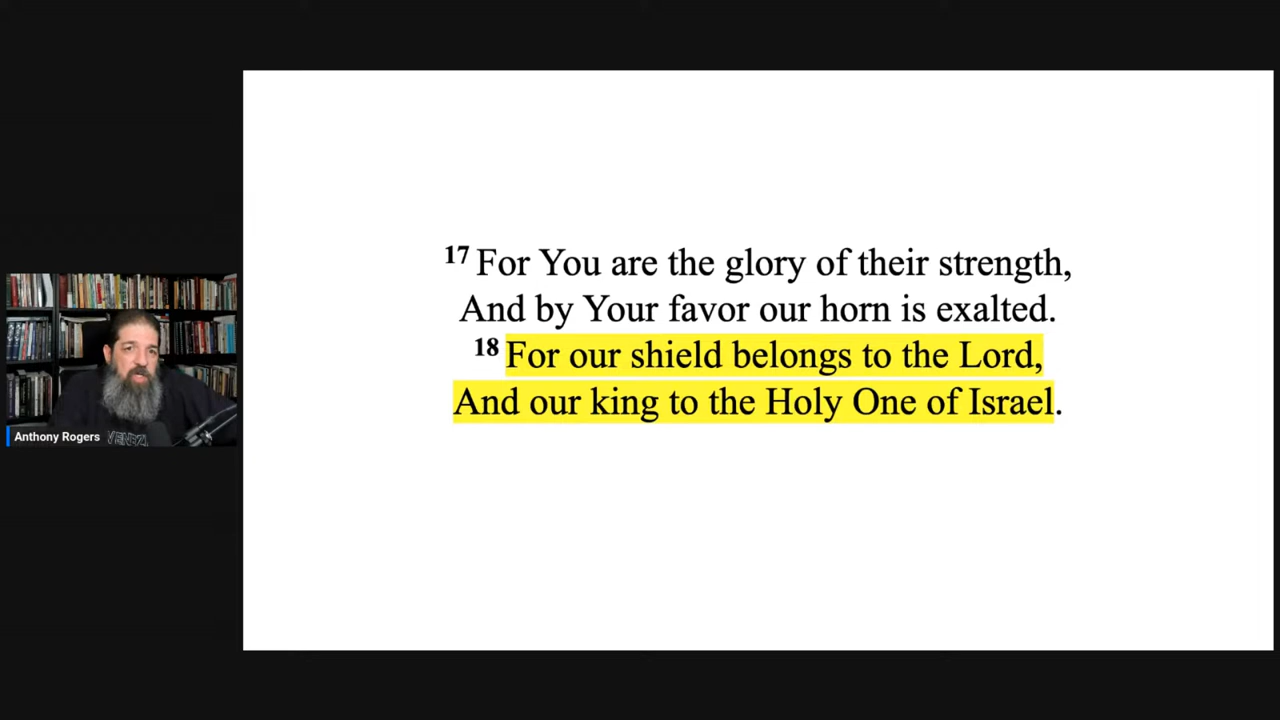 17 For You are the glory of their strength,
And by Your favor our horn is exalted.
18 For our shield belongs to the Lord,
And our king to the Holy One of Israel.
Anthony Rogers